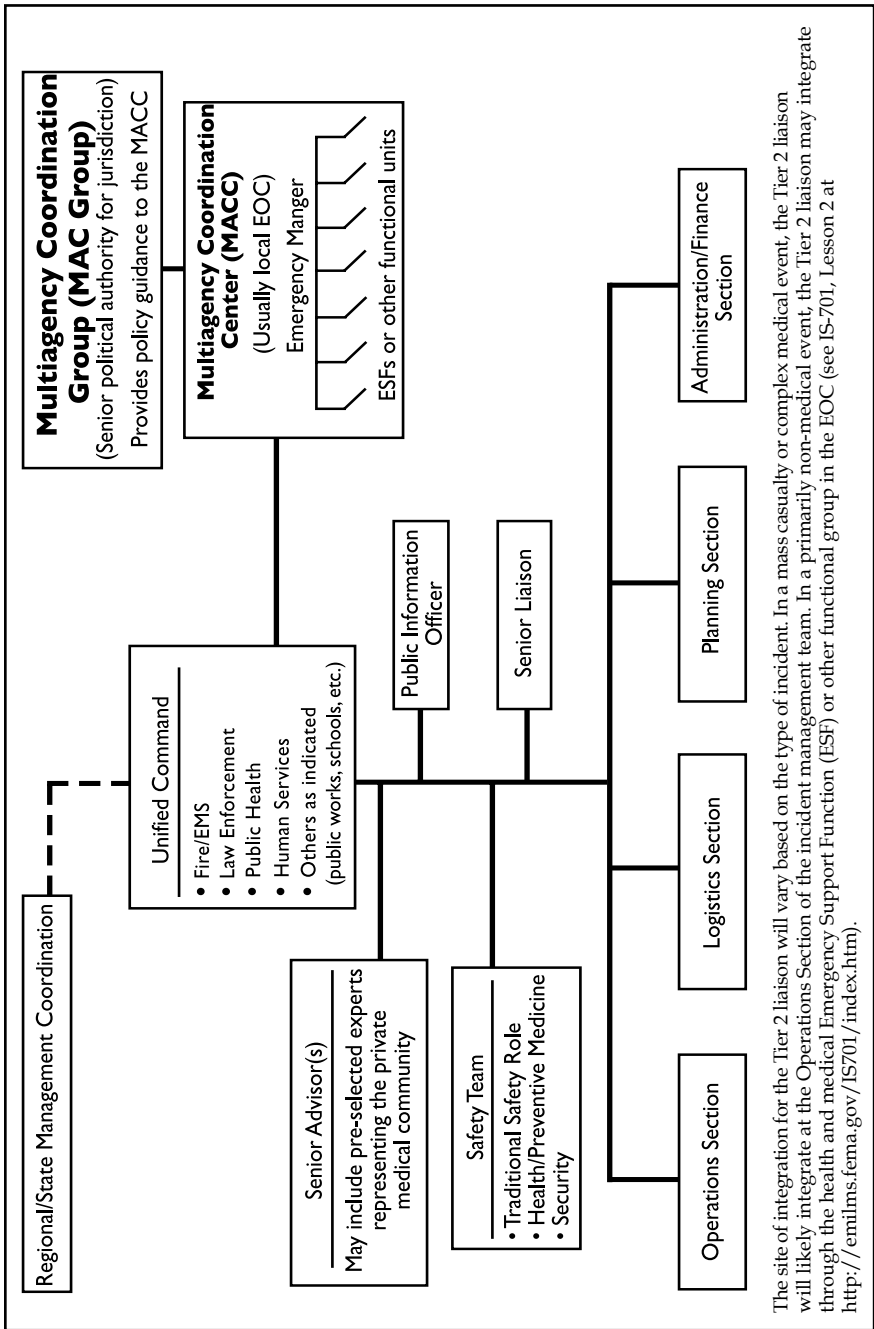 Regional/State Management Coordination
Multiagency Coordination
Group (MAC Group)
(Senior political authority for jurisdiction)
Provides policy guidance to the MACC
Multiagency Coordination
Center (MACC)
(Usually local EOC)
Emergency Manger
ESFs or other functional units
Unified Command
• Fire/EMS
• Law Enforcement
• Public Health
• Human Services
• Others as indicated
(public works, schools, etc.)
Senior Advisor(s)
May include pre-selected experts
representing the private
medical community
Public Information
Officer
Safety Team
• Traditional Safety Role
• Health/Preventive Medicine
• Security
Senior Liaison
Operations Section
Logistics Section
Planning Section
Administration/Finance
Section
The site of integration for the Tier 2 liaison will vary based on the type of incident. In a mass casualty or complex medical event, the Tier 2 liaison
will likely integrate at the Operations Section of the incident management team. In a primarily non-medical event, the Tier 2 liaison may integrate
through the health and medical Emergency Support Function (ESF) or other functional group in the EOC (see IS-701, Lesson 2 at
http://emilms.fema.gov/IS701/index.htm).